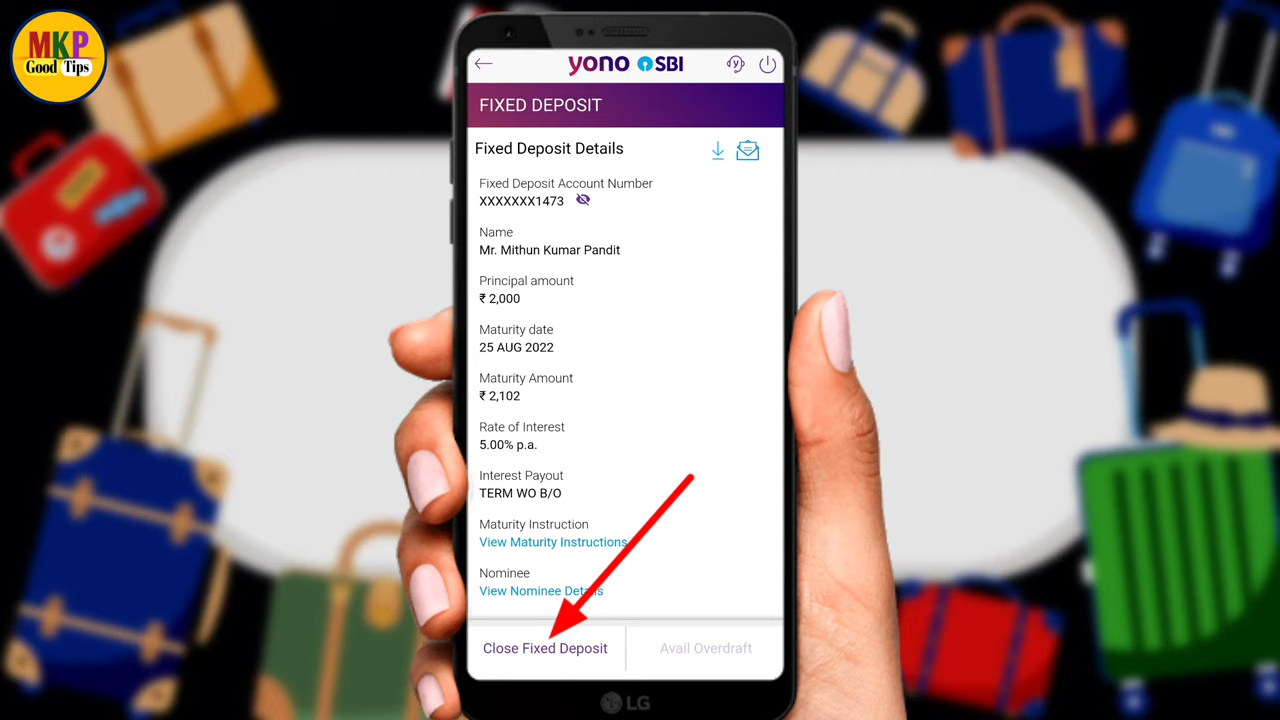 MKP
Good Tips
yono SBI
FIXED DEPOSIT
Fixed Deposit Details
Fixed Deposit Account Number
XXXXXXX1473
Name
Mr. Mithun Kumar Pandit
Principal amount
₹ 2,000
Maturity date
25 AUG 2022
Maturity Amount
₹ 2,102
Rate of Interest
5.00% p.a.
Interest Payout
TERM WO B/O
Maturity Instruction
View Maturity Instructions
Nominee
View Nominee Details
Close Fixed Deposit
Avail Overdraft
LG